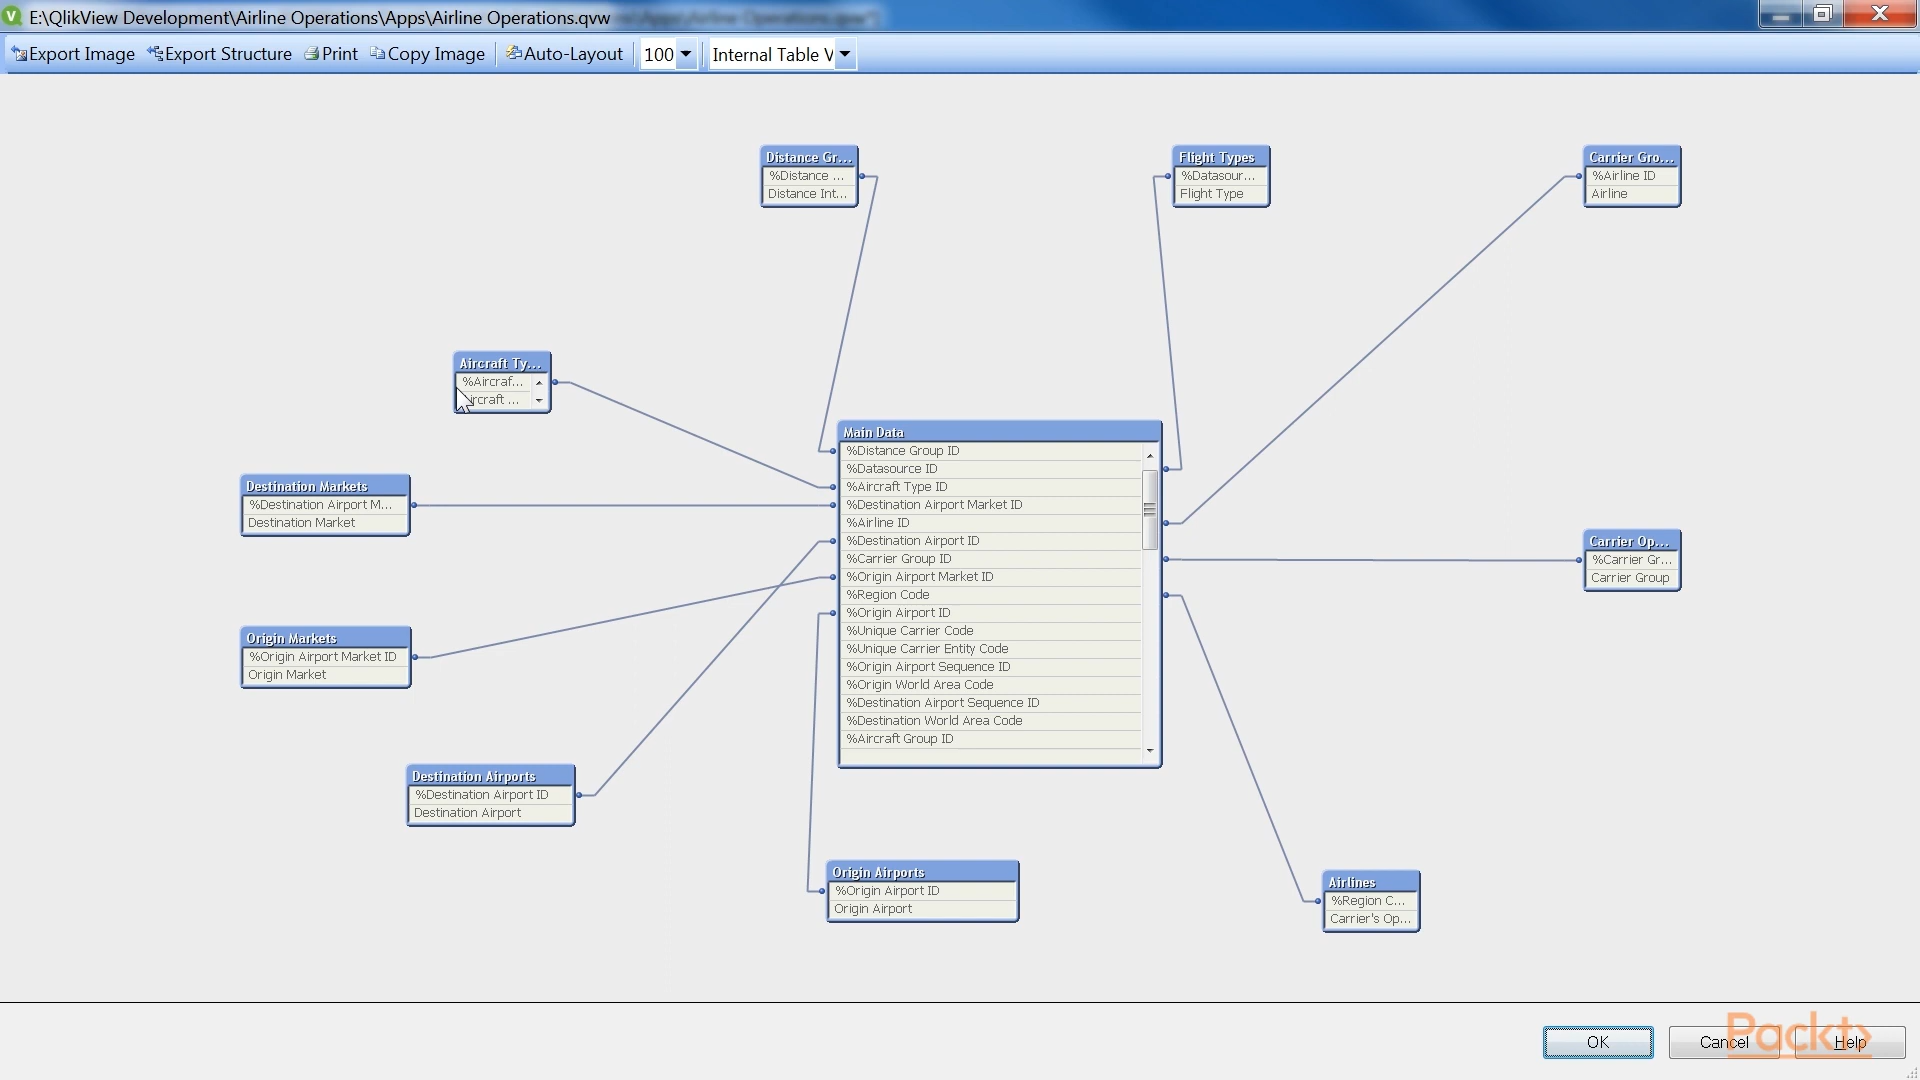 E:\QlikView Development\Airline Operations\Apps\Airline Operations.qvw
Export Image Export Structure Print Copy Image Auto-Layout 100 Internal Table V
Distance Gr...
%Distance ...
Distance Int...
Flight Types
%Datasour...
Flight Type
Carrier Gro...
%Airline ID
Airline
Aircraft Ty...
%Aircraf...
ircraft ...
Main Data
%Distance Group ID
%Datasource ID
%Aircraft Type ID
%Destination Airport Market ID
%Airline ID
%Destination Airport ID
%Carrier Group ID
%Origin Airport Market ID
%Region Code
%Origin Airport ID
%Unique Carrier Code
%Unique Carrier Entity Code
%Origin Airport Sequence ID
%Origin World Area Code
%Destination Airport Sequence ID
%Destination World Area Code
%Aircraft Group ID
Destination Markets
%Destination Airport M...
Destination Market
Carrier Op...
%Carrier Gr...
Carrier Group
Origin Markets
%Origin Airport Market ID
Origin Market
Destination Airports
%Destination Airport ID
Destination Airport
Origin Airports
%Origin Airport ID
Origin Airport
Airlines
%Region C...
Carrier's Op...
OK Cancel Help
Packt